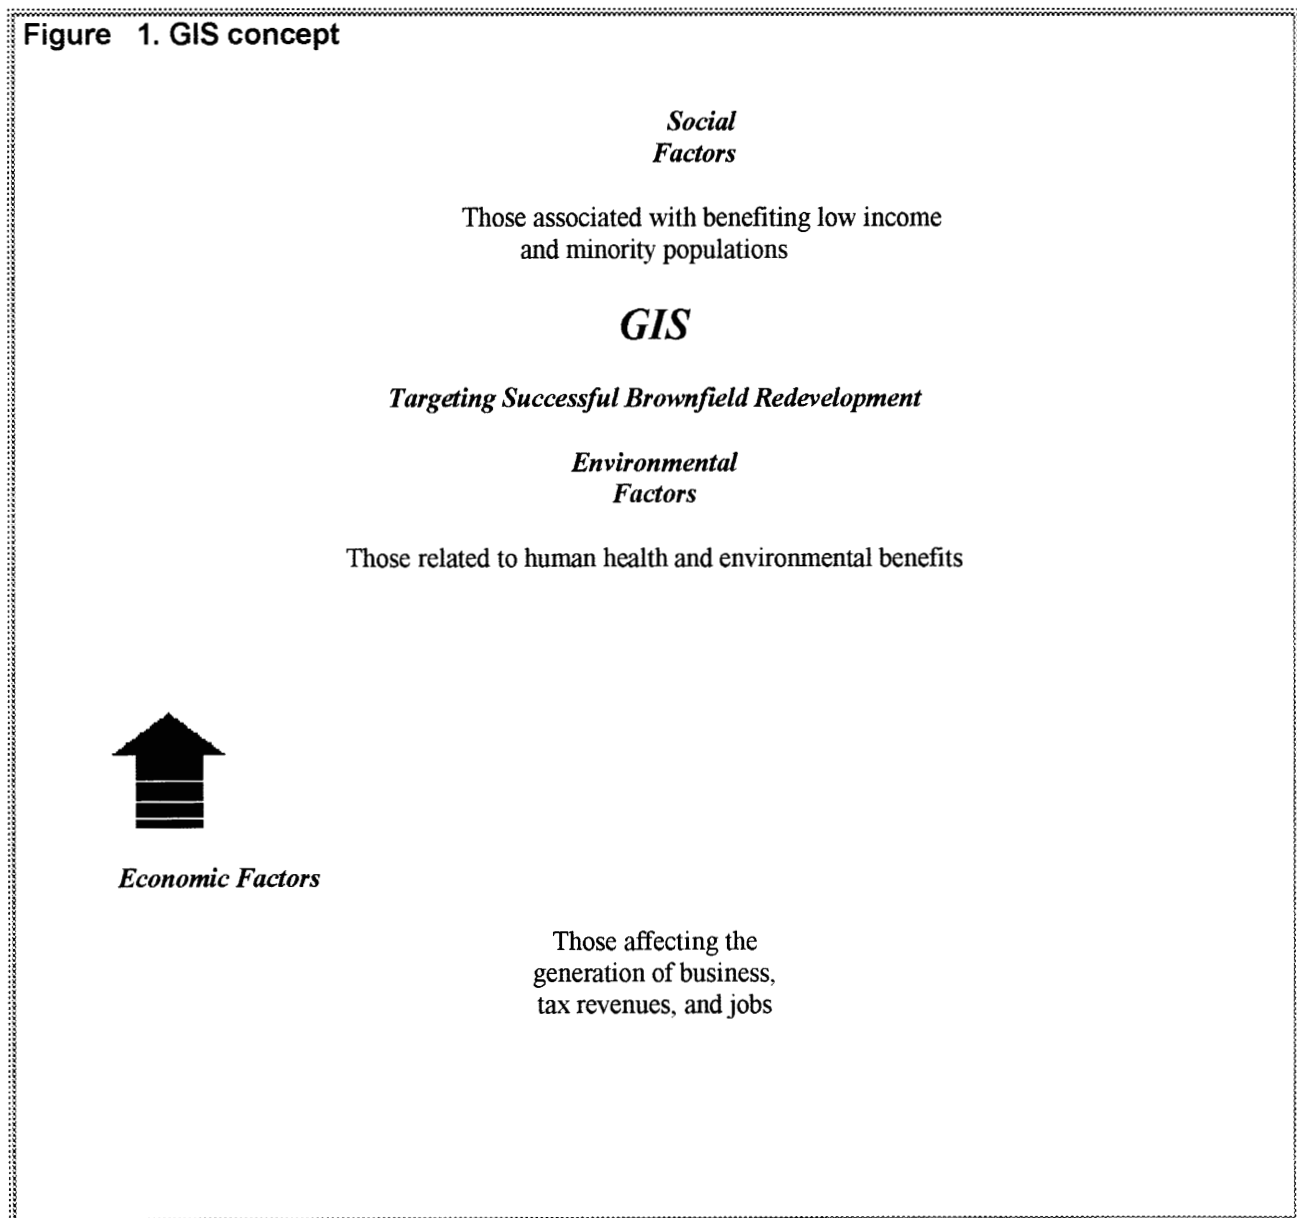 Figure 1. GIS concept
Social
Factors
Those associated with benefiting low income
and minority populations
GIS
Targeting Successful Brownfield Redevelopment
Environmental
Factors
Those related to human health and environmental benefits
Economic Factors
Those affecting the
generation of business,
tax revenues, and jobs